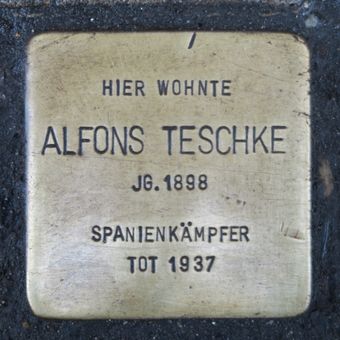 HIER WOHNTE
ALFONS TESCHKE
JG. 1898
SPANIENKÄMPFER
TOT 1937